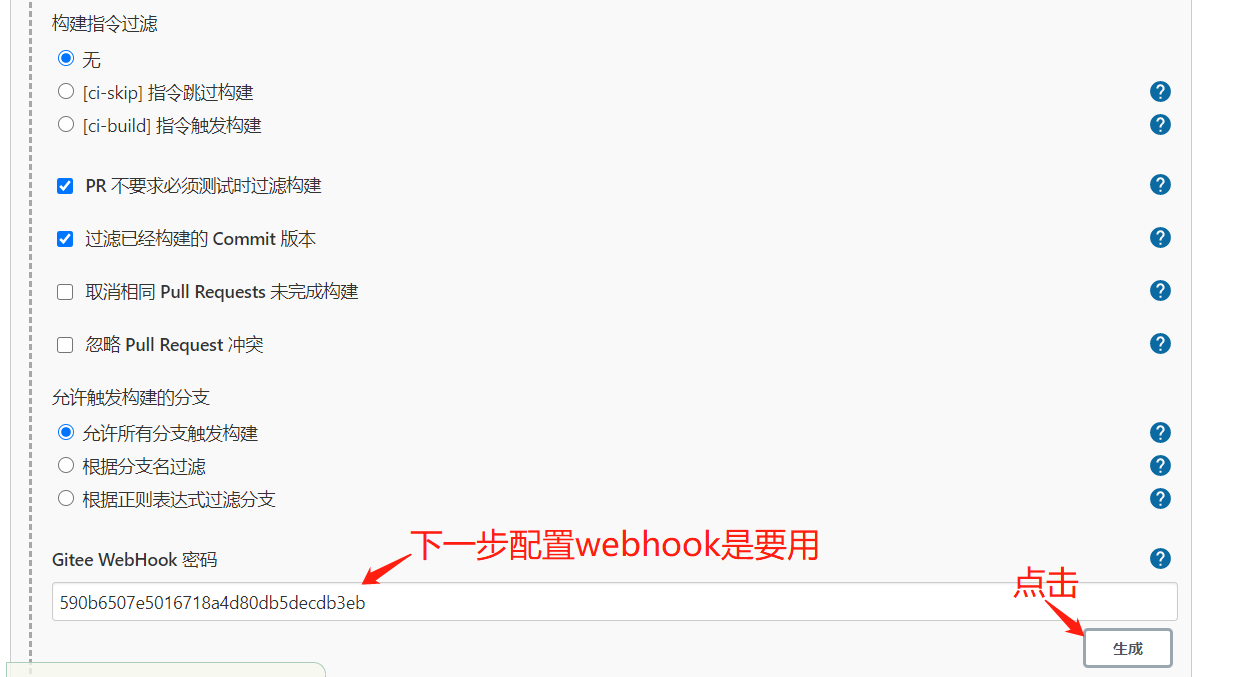 构建指令过滤
无
[ci-skip] 指令跳过构建
[ci-build] 指令触发构建
PR 不要求必须测试时过滤构建
过滤已经构建的 Commit 版本
取消相同 Pull Requests 未完成构建
忽略 Pull Request 冲突
允许触发构建的分支
允许所有分支触发构建
根据分支名过滤
根据正则表达式过滤分支
下一步配置webhook是要用
Gitee WebHook 密码
点击
590b6507e5016718a4d80db5decdb3eb
生成